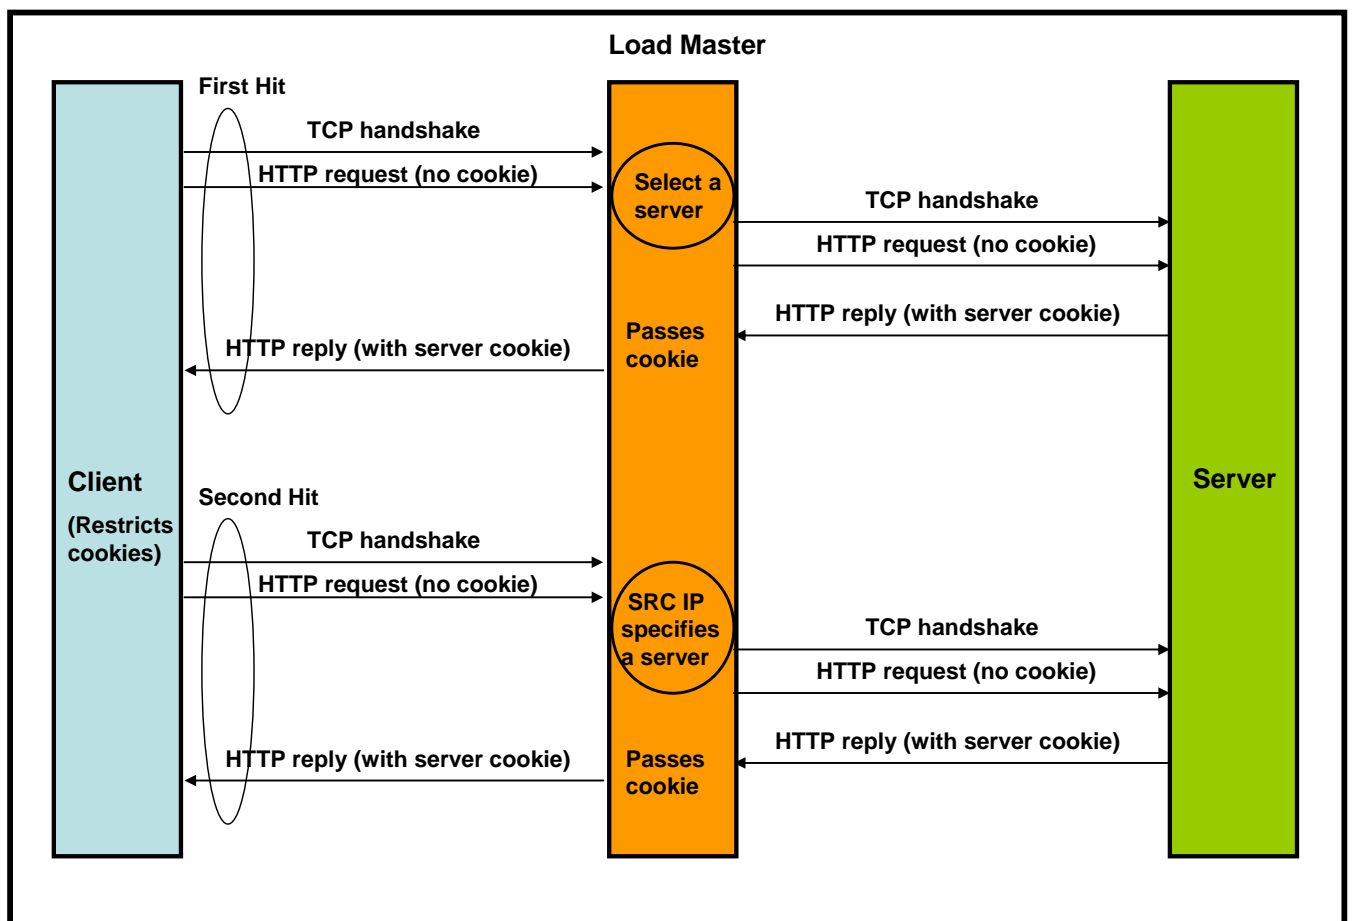 Load Master
First Hit
TCP handshake
HTTP request (no cookie)
Select a
server
TCP handshake
HTTP request (no cookie)
HTTP reply (with server cookie)
Passes
cookie
HTTP reply (with server cookie)
Client
(Restricts
cookies)
Server
Second Hit
TCP handshake
HTTP request (no cookie)
SRC IP
specifies
a server
TCP handshake
HTTP request (no cookie)
HTTP reply (with server cookie)
Passes
cookie
HTTP reply (with server cookie)